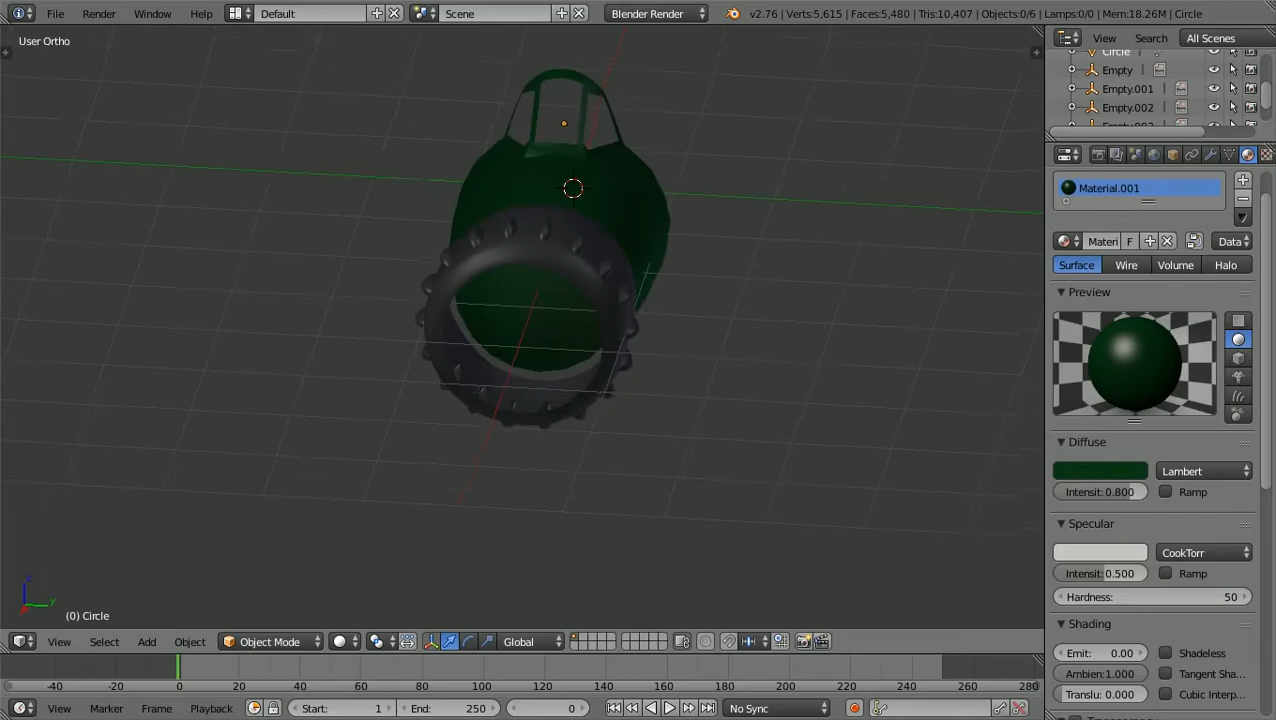 File Render Window Help Default Scene Blender Render v2.76 | Verts:5,615 | Faces:5,480 | Tris:10,407 | Objects:0/6 | Lamps:0/0 | Mem:18.26M | Circle
User Ortho
View Search All Scenes
Circle
Empty
Empty.001
Empty.002
Material.001
Materi F Data
Surface Wire Volume Halo
Preview
Diffuse
Lambert
Intensit:0.800 Ramp
Specular
CookTorr
Intensit:0.500 Ramp
Hardness: 50
Shading
Emit: 0.00 Shadeless
Ambien:1.000 Tangent Sha...
Translu: 0.000 Cubic Interp...
z
y
(0) Circle
View Select Add Object Object Mode Global
-40 -20 0 20 40 60 80 100 120 140 160 180 200 220 240 260 280
View Marker Frame Playback Start: 1 End: 250 0 No Sync